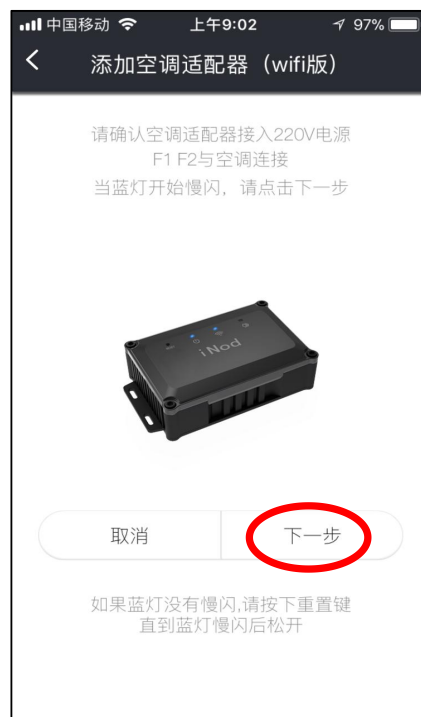 中国移动 上午9:02 97%
添加空调适配器（wifi版）
请确认空调适配器接入220V电源
F1 F2与空调连接
当蓝灯开始慢闪，请点击下一步
iNod
取消 下一步
如果蓝灯没有慢闪,请按下重置键
直到蓝灯慢闪后松开